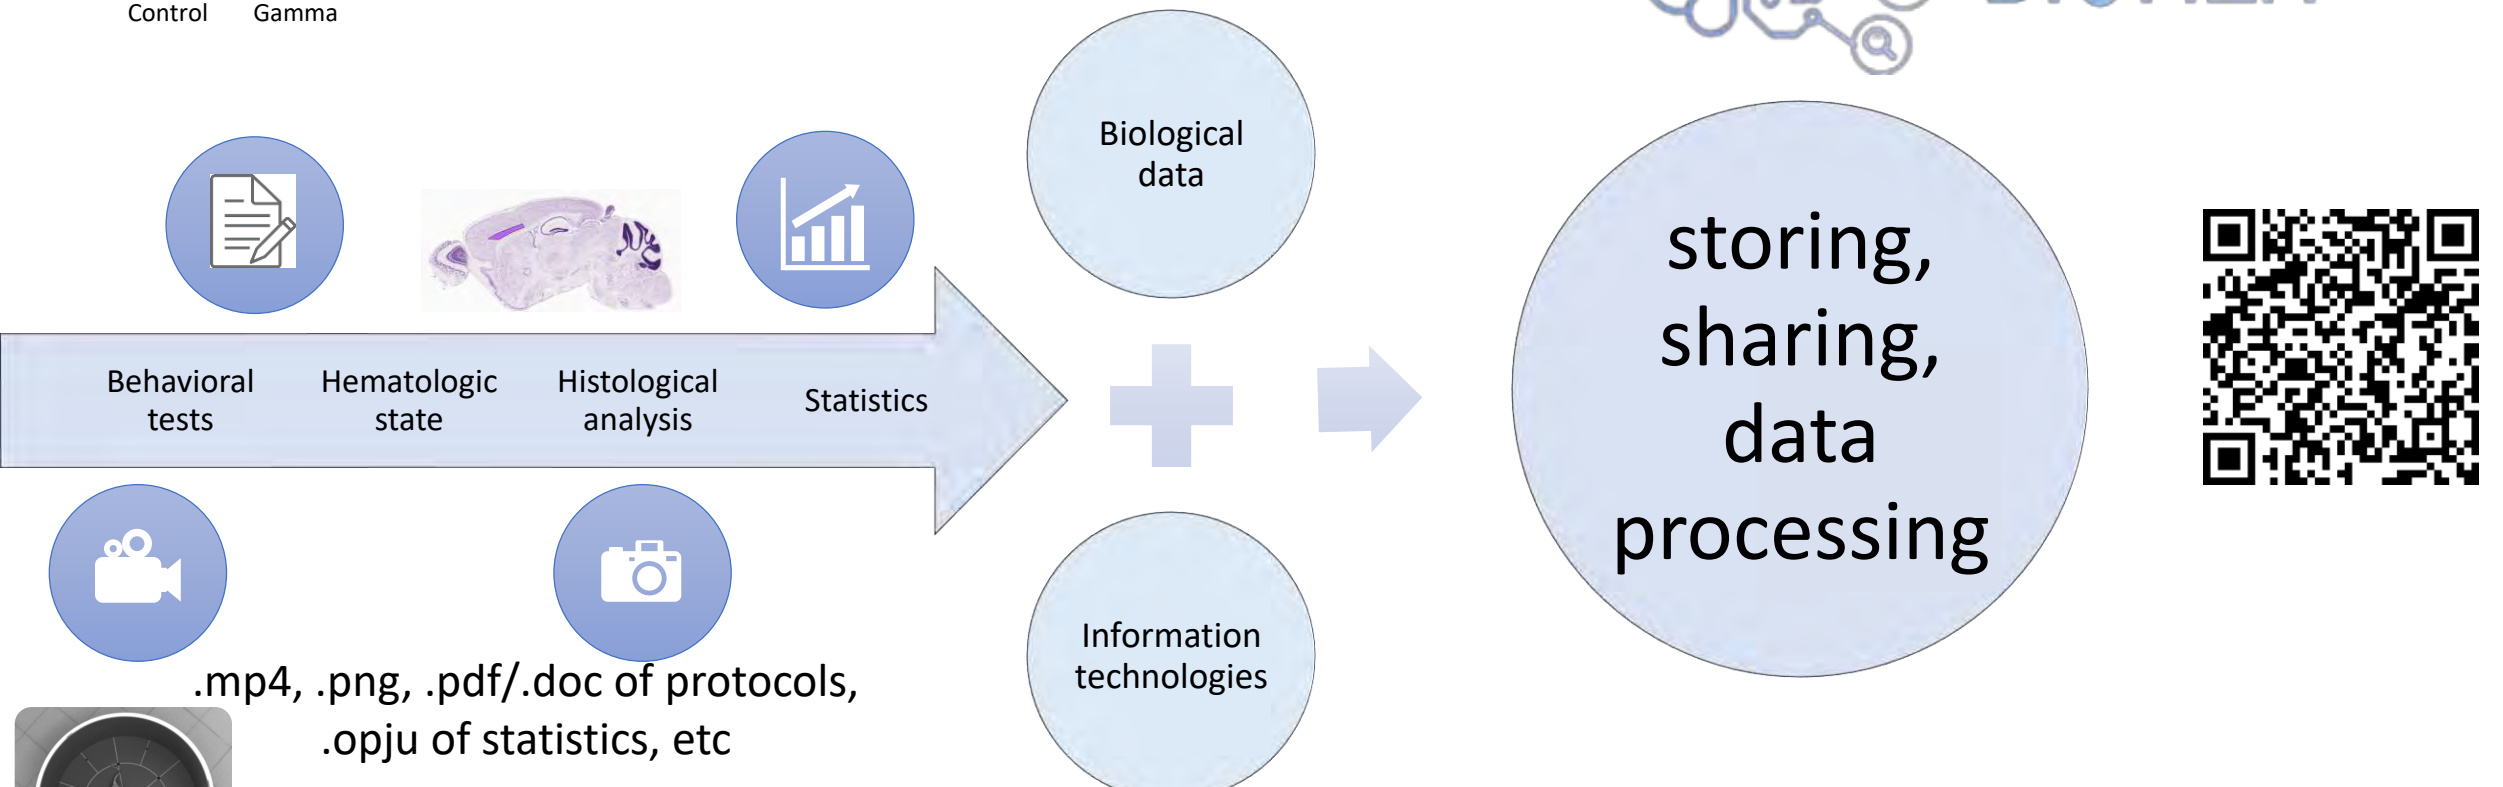 Control Gamma
Biological
data
Behavioral
tests
Hematologic
state
Histological
analysis
Statistics
storing,
sharing,
data
processing
Information
technologies
.mp4, .png, .pdf/.doc of protocols,
.opju of statistics, etc